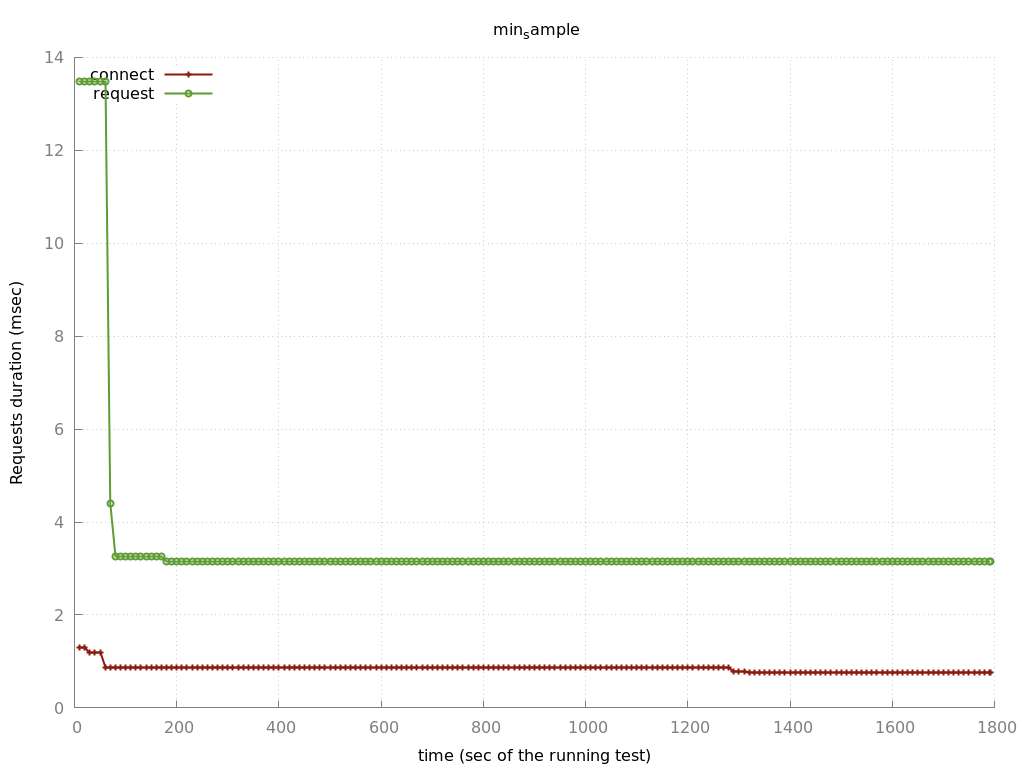 min_sample
14
connect
request
12
10
8
6
4
2
0
Requests duration (msec)
0 200 400 600 800 1000 1200 1400 1600 1800
time (sec of the running test)